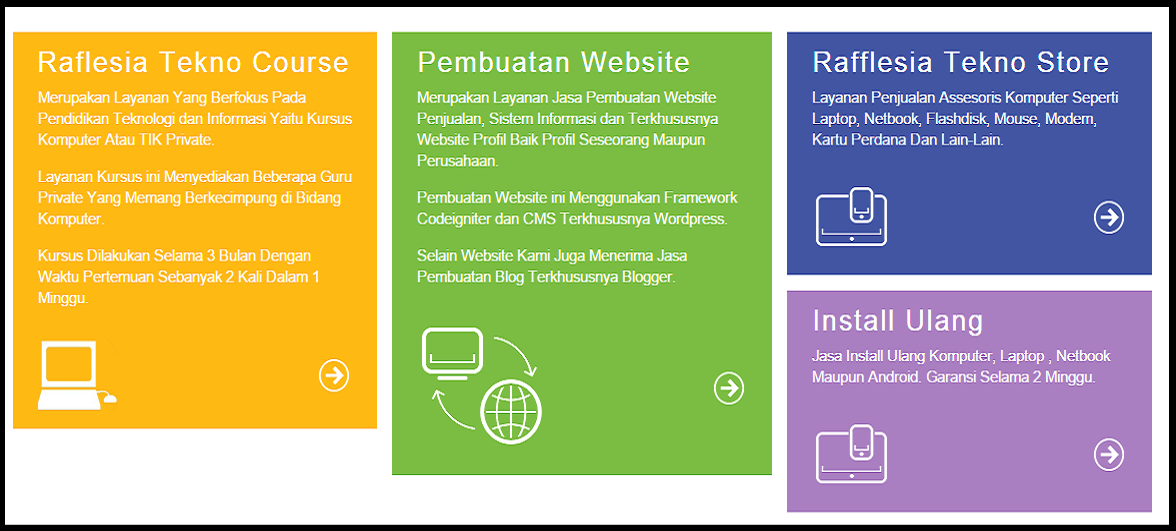 Raflesia Tekno Course
Merupakan Layanan Yang Berfokus Pada
Pendidikan Teknologi dan Informasi Yaitu Kursus
Komputer Atau TIK Private.
Layanan Kursus ini Menyediakan Beberapa Guru
Private Yang Memang Berkecimpung di Bidang
Komputer.
Kursus Dilakukan Selama 3 Bulan Dengan
Waktu Pertemuan Sebanyak 2 Kali Dalam 1
Minggu.
Pembuatan Website
Merupakan Layanan Jasa Pembuatan Website
Penjualan, Sistem Informasi dan Terkhususnya
Website Profil Baik Profil Seseorang Maupun
Perusahaan.
Pembuatan Website ini Menggunakan Framework
Codeigniter dan CMS Terkhususnya Wordpress.
Selain Website Kami Juga Menerima Jasa
Pembuatan Blog Terkhususnya Blogger.
Rafflesia Tekno Store
Layanan Penjualan Assesoris Komputer Seperti
Laptop, Netbook, Flashdisk, Mouse, Modem,
Kartu Perdana Dan Lain-Lain.
Install Ulang
Jasa Install Ulang Komputer, Laptop , Netbook
Maupun Android. Garansi Selama 2 Minggu.